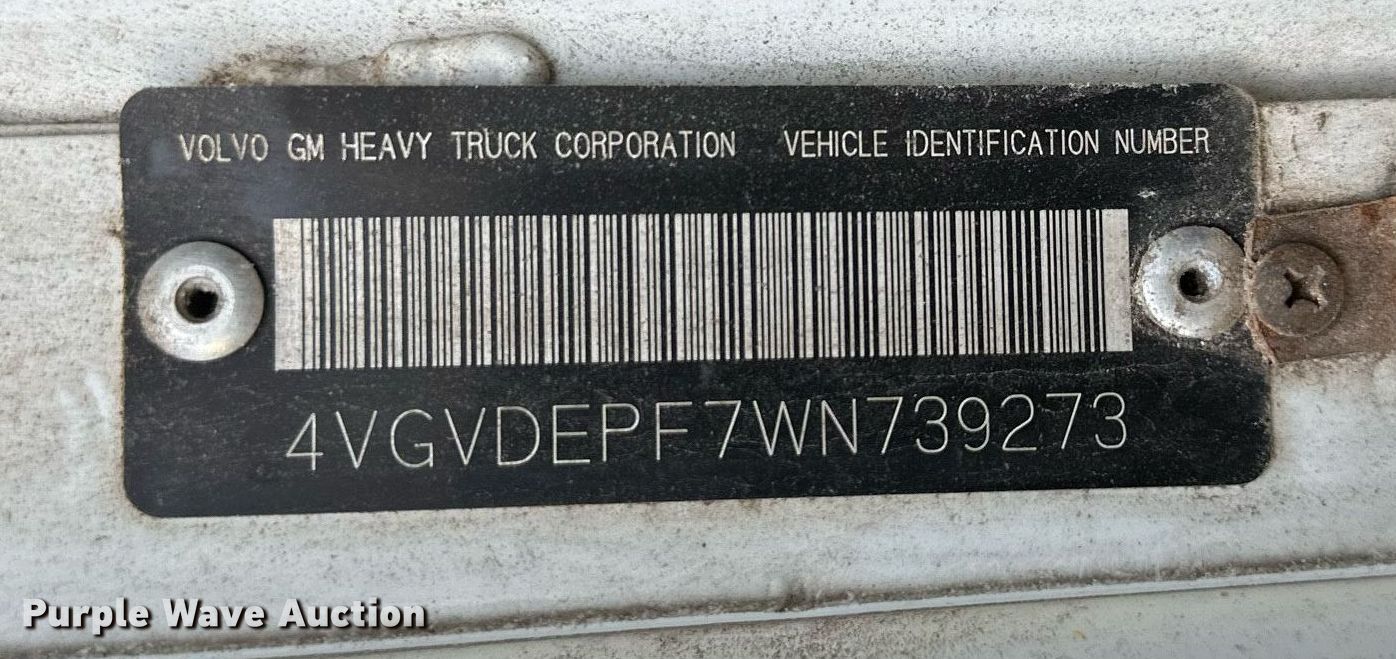 VOLVO GM HEAVY TRUCK CORPORATION VEHICLE IDENTIFICATION NUMBER
4VGVDEPF7WN739273
Purple Wave Auction